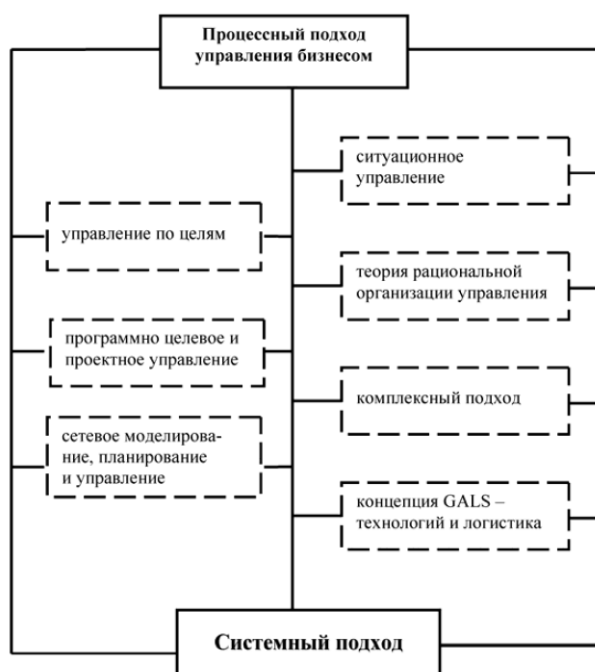 Процессный подход
управления бизнесом
ситуационное
управление
управление по целям
теория рациональной
организации управления
программно целевое и
проектное управление
комплексный подход
сетевое моделирова-
ние, планирование
и управление
концепция GALS –
технологий и логистика
Системный подход